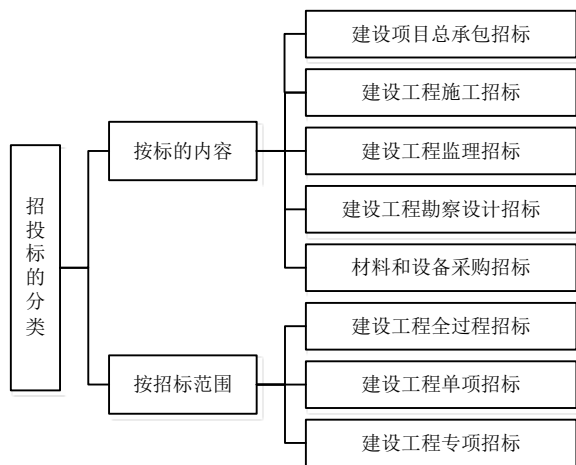 招投标的分类
按标的内容
建设项目总承包招标
建设工程施工招标
建设工程监理招标
建设工程勘察设计招标
材料和设备采购招标
按招标范围
建设工程全过程招标
建设工程单项招标
建设工程专项招标